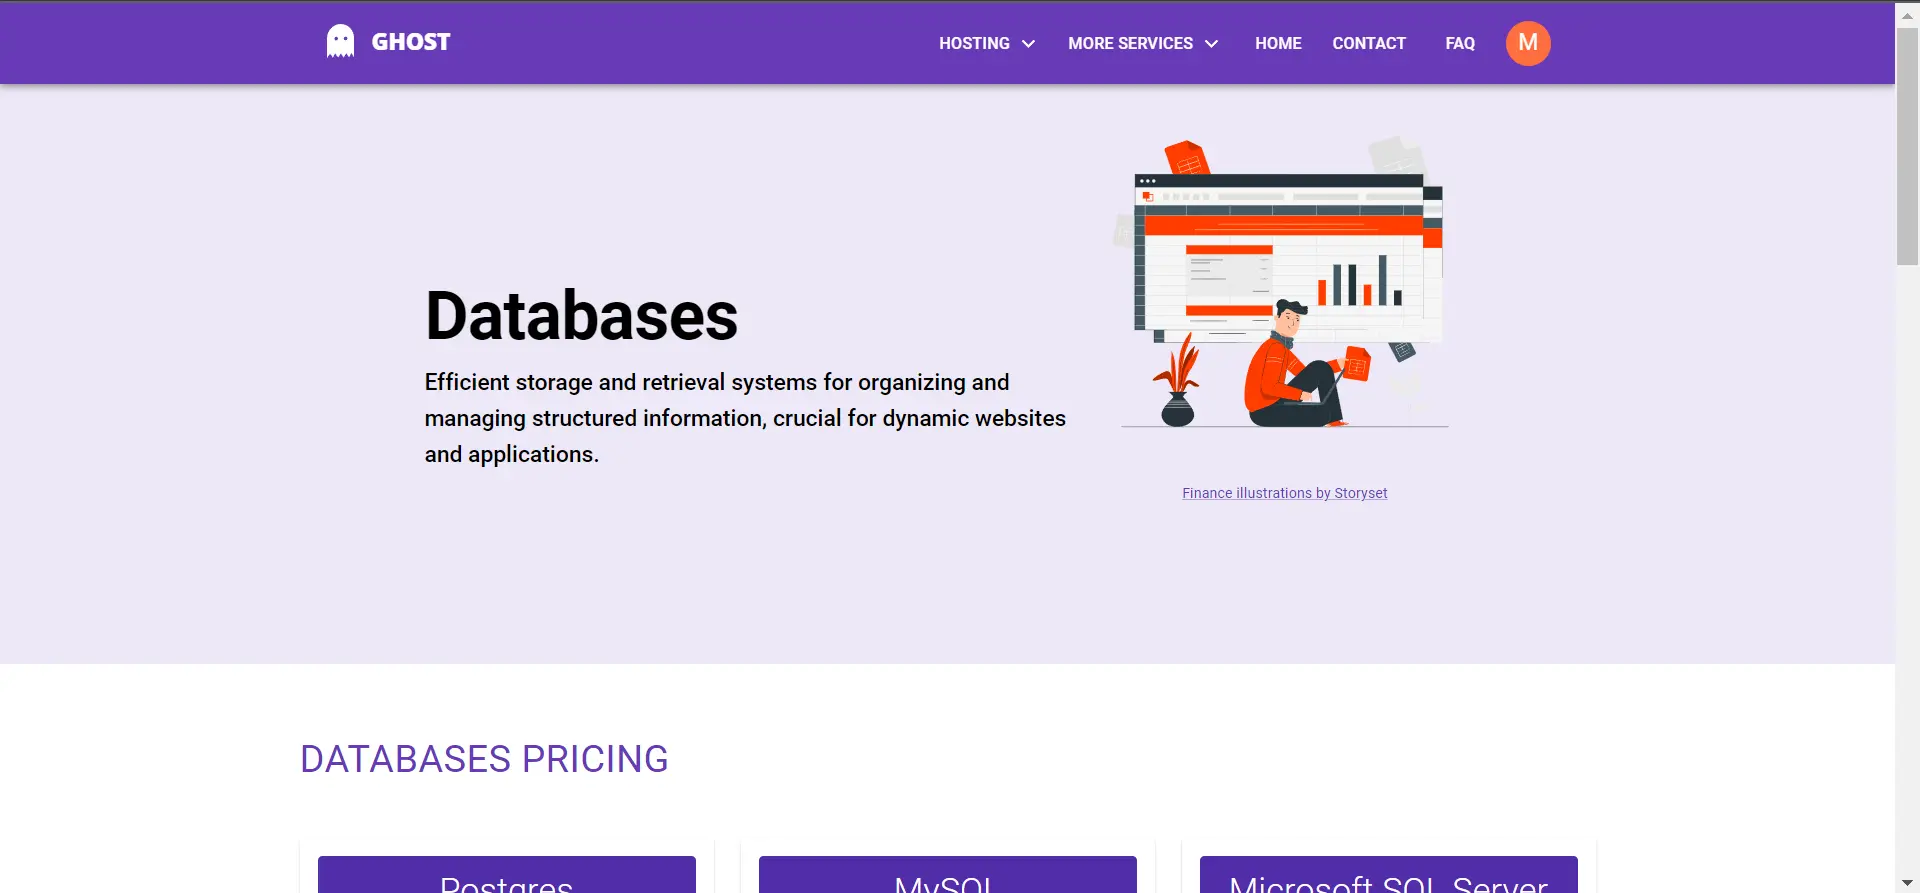 GHOST
HOSTING
MORE SERVICES
HOME
CONTACT
FAQ
M
Databases
Efficient storage and retrieval systems for organizing and
managing structured information, crucial for dynamic websites
and applications.
Finance illustrations by Storyset
DATABASES PRICING
Postgres
MySQL
Microsoft SQL Server